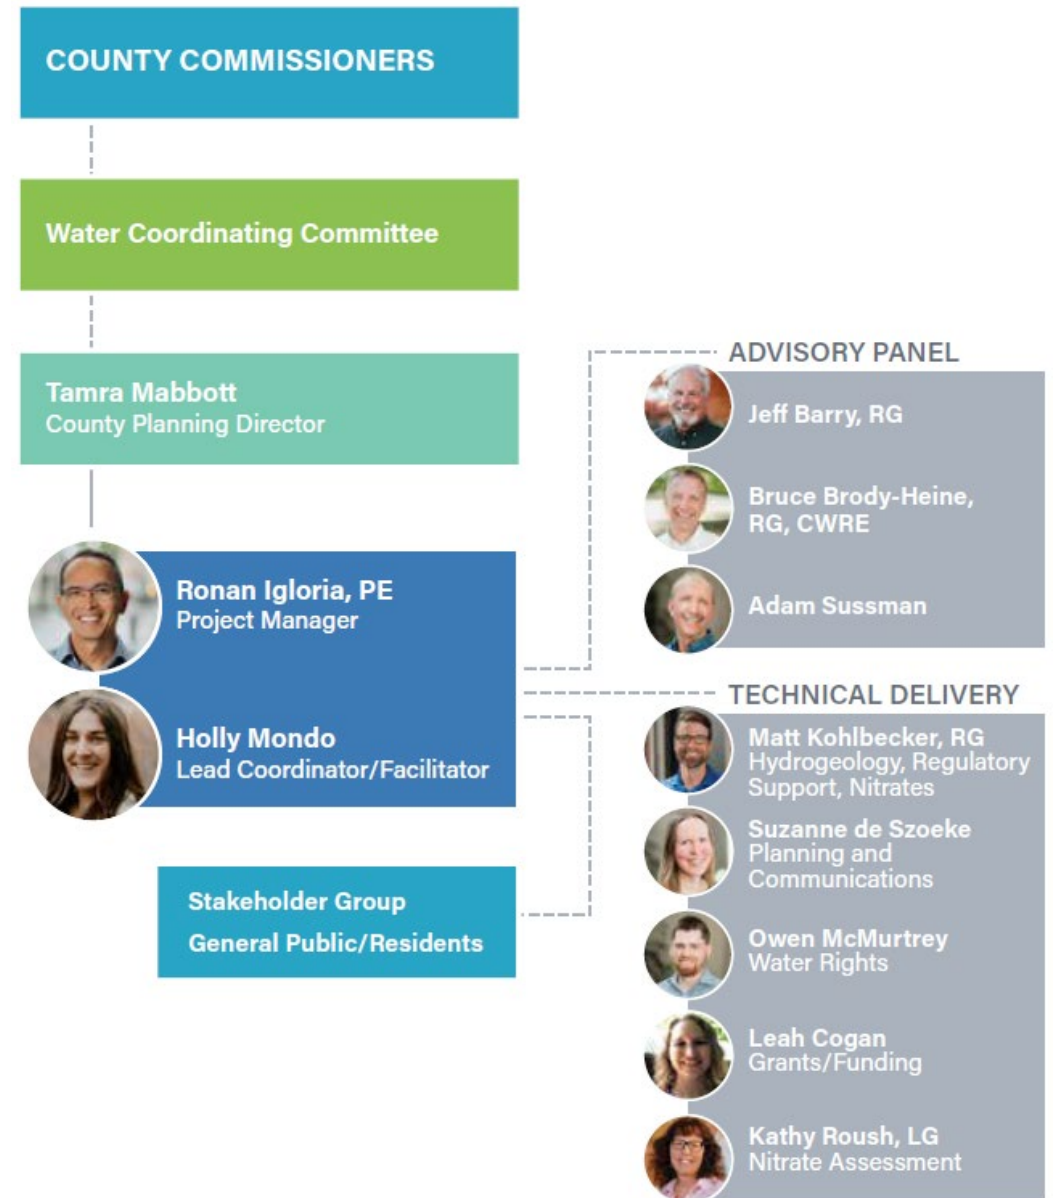 COUNTY COMMISSIONERS
Water Coordinating Committee
Tamra Mabbott
County Planning Director
Ronan Igloria, PE
Project Manager
Holly Mondo
Lead Coordinator/Facilitator
Stakeholder Group
General Public/Residents
ADVISORY PANEL
Jeff Barry, RG
Bruce Brody-Heine,
RG, CWRE
Adam Sussman
TECHNICAL DELIVERY
Matt Kohlbecker, RG
Hydrogeology, Regulatory
Support, Nitrates
Suzanne de Szoeke
Planning and
Communications
Owen McMurtrey
Water Rights
Leah Cogan
Grants/Funding
Kathy Roush, LG
Nitrate Assessment